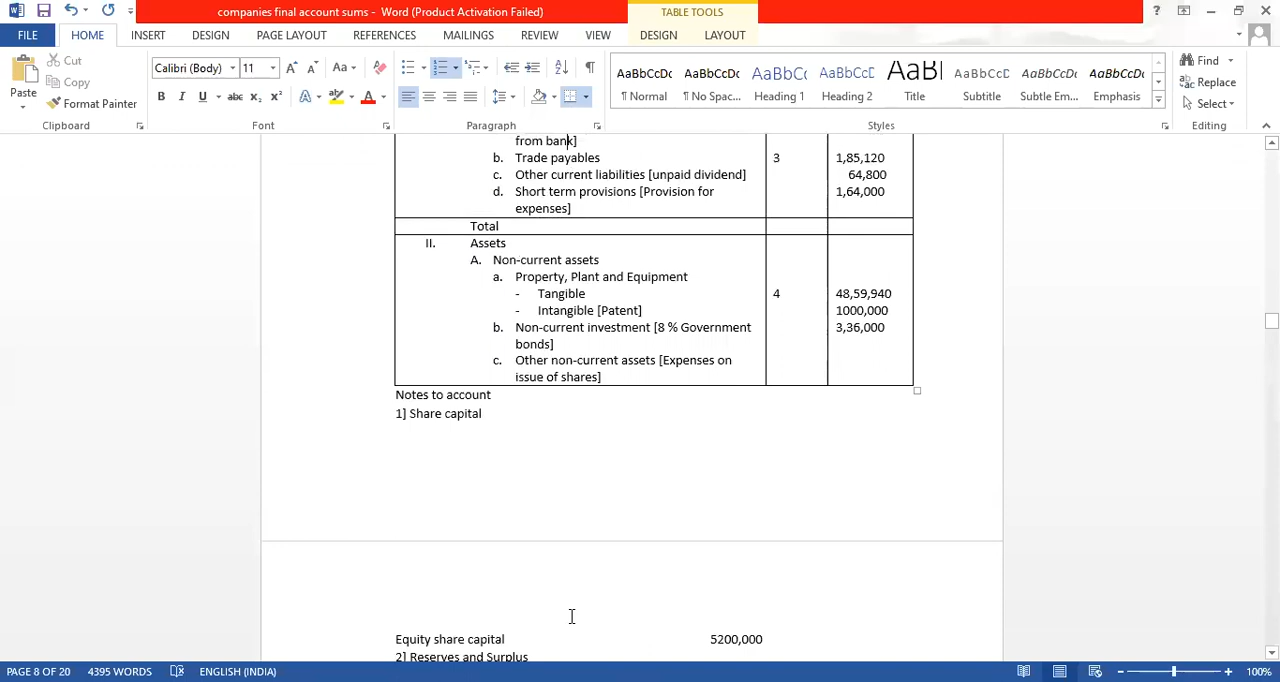 companies final account sums - Word (Product Activation Failed)
TABLE TOOLS
?
FILE
HOME
INSERT
DESIGN
PAGE LAYOUT
REFERENCES
MAILINGS
REVIEW
VIEW
DESIGN
LAYOUT
Paste
Cut
Copy
Format Painter
Clipboard
Calibri (Body)
11
Aa
B I U abc x₂ x² A A
Font
Paragraph
AaBbCcDc AaBbCcDc AaBbCc AaBbCcD AaBl AaBbCcD AaBbCcDc AaBbCcDc
¶ Normal ¶ No Spac... Heading 1 Heading 2 Title Subtitle Subtle Em... Emphasis
Styles
Find
Replace
Select
Editing
from bank]
b. Trade payables 3 1,85,120
c. Other current liabilities [unpaid dividend] 64,800
d. Short term provisions [Provision for 1,64,000
expenses]
Total
II. Assets
A. Non-current assets
a. Property, Plant and Equipment
- Tangible 4 48,59,940
- Intangible [Patent] 1000,000
b. Non-current investment [8 % Government 3,36,000
bonds]
c. Other non-current assets [Expenses on
issue of shares]
Notes to account
1] Share capital
Equity share capital 5200,000
2] Reserves and Surplus
PAGE 8 OF 20 4395 WORDS ENGLISH (INDIA) 100%